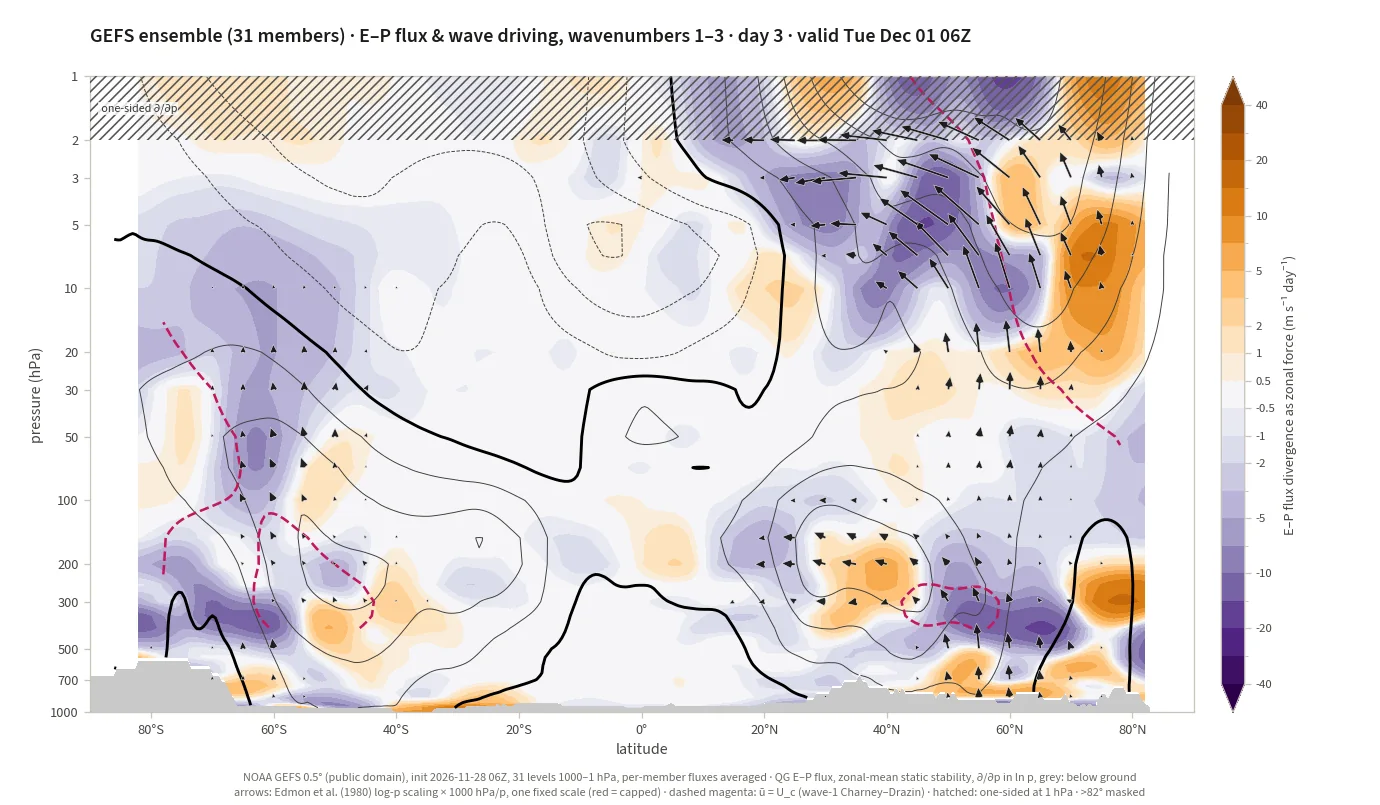 GEFS ensemble (31 members) · E–P flux & wave driving, wavenumbers 1–3 · day 3 · valid Tue Dec 01 06Z
one-sided ∂/∂p
1
2
3
5
10
20
30
50
100
200
300
500
700
1000
pressure (hPa)
80°S
60°S
40°S
20°S
0°
20°N
40°N
60°N
80°N
latitude
40
20
10
5
2
1
0.5
-0.5
-1
-2
-5
-10
-20
-40
E–P flux divergence as zonal force (m s⁻¹ day⁻¹)
NOAA GEFS 0.5° (public domain), init 2026-11-28 06Z, 31 levels 1000–1 hPa, per-member fluxes averaged · QG E–P flux, zonal-mean static stability, ∂/∂p in ln p, grey: below ground
arrows: Edmon et al. (1980) log-p scaling × 1000 hPa/p, one fixed scale (red = capped) · dashed magenta: ū = U_c (wave-1 Charney–Drazin) · hatched: one-sided at 1 hPa · >82° masked